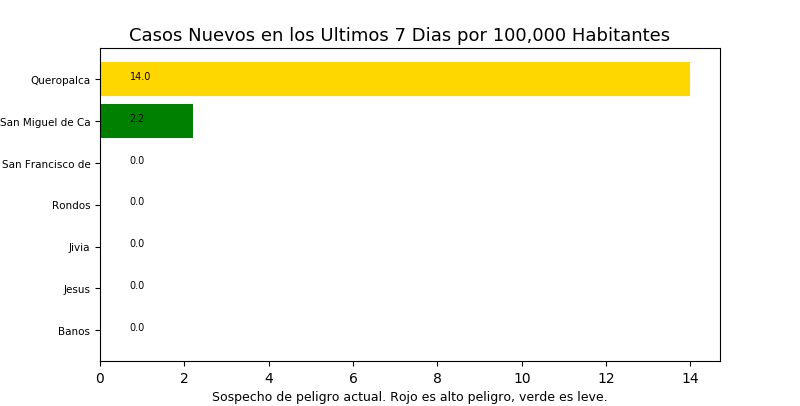 Casos Nuevos en los Ultimos 7 Dias por 100,000 Habitantes
Queropalca 14.0
San Miguel de Ca 2.2
San Francisco de 0.0
Rondos 0.0
Jivia 0.0
Jesus 0.0
Banos 0.0
0 2 4 6 8 10 12 14
Sospecho de peligro actual. Rojo es alto peligro, verde es leve.